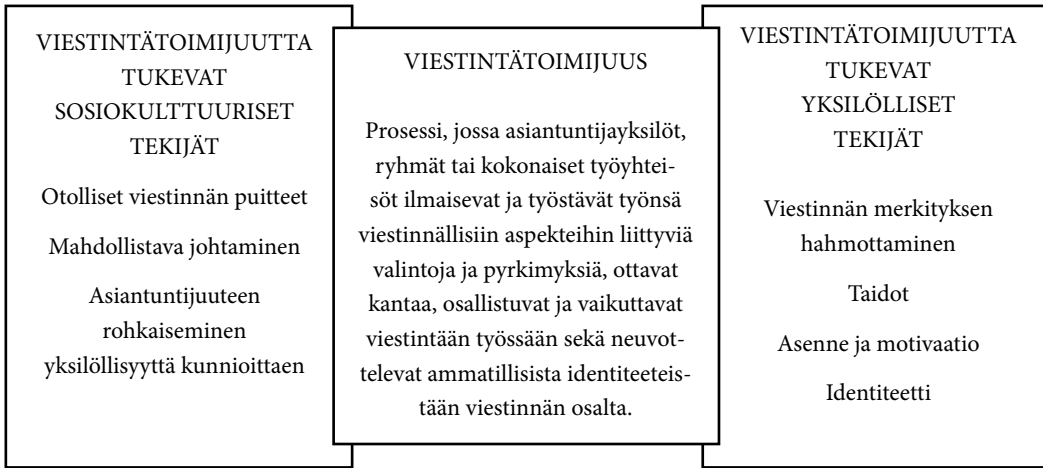 VIESTINTÄTOIMIJUUTTA
TUKEVAT
SOSIOKULTTUURISET
TEKIJÄT
Otolliset viestinnän puitteet
Mahdollistava johtaminen
Asiantuntijuuteen
rohkaiseminen
yksilöllisyyttä kunnioittaen
VIESTINTÄTOIMIJUUS
Prosessi, jossa asiantuntijayksilöt,
ryhmät tai kokonaiset työyhtei-
söt ilmaisevat ja työstävät työnsä
viestinnällisiin aspekteihin liittyviä
valintoja ja pyrkimyksiä, ottavat
kantaa, osallistuvat ja vaikuttavat
viestintään työssään sekä neuvot-
televat ammatillisista identiteeteis-
tään viestinnän osalta.
VIESTINTÄTOIMIJUUTTA
TUKEVAT
YKSILÖLLISET
TEKIJÄT
Viestinnän merkityksen
hahmottaminen
Taidot
Asenne ja motivaatio
Identiteetti